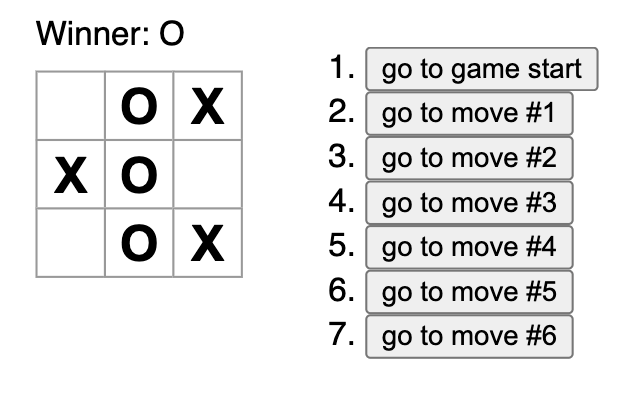 Winner: O
O X
X O
O X
1. go to game start
2. go to move #1
3. go to move #2
4. go to move #3
5. go to move #4
6. go to move #5
7. go to move #6